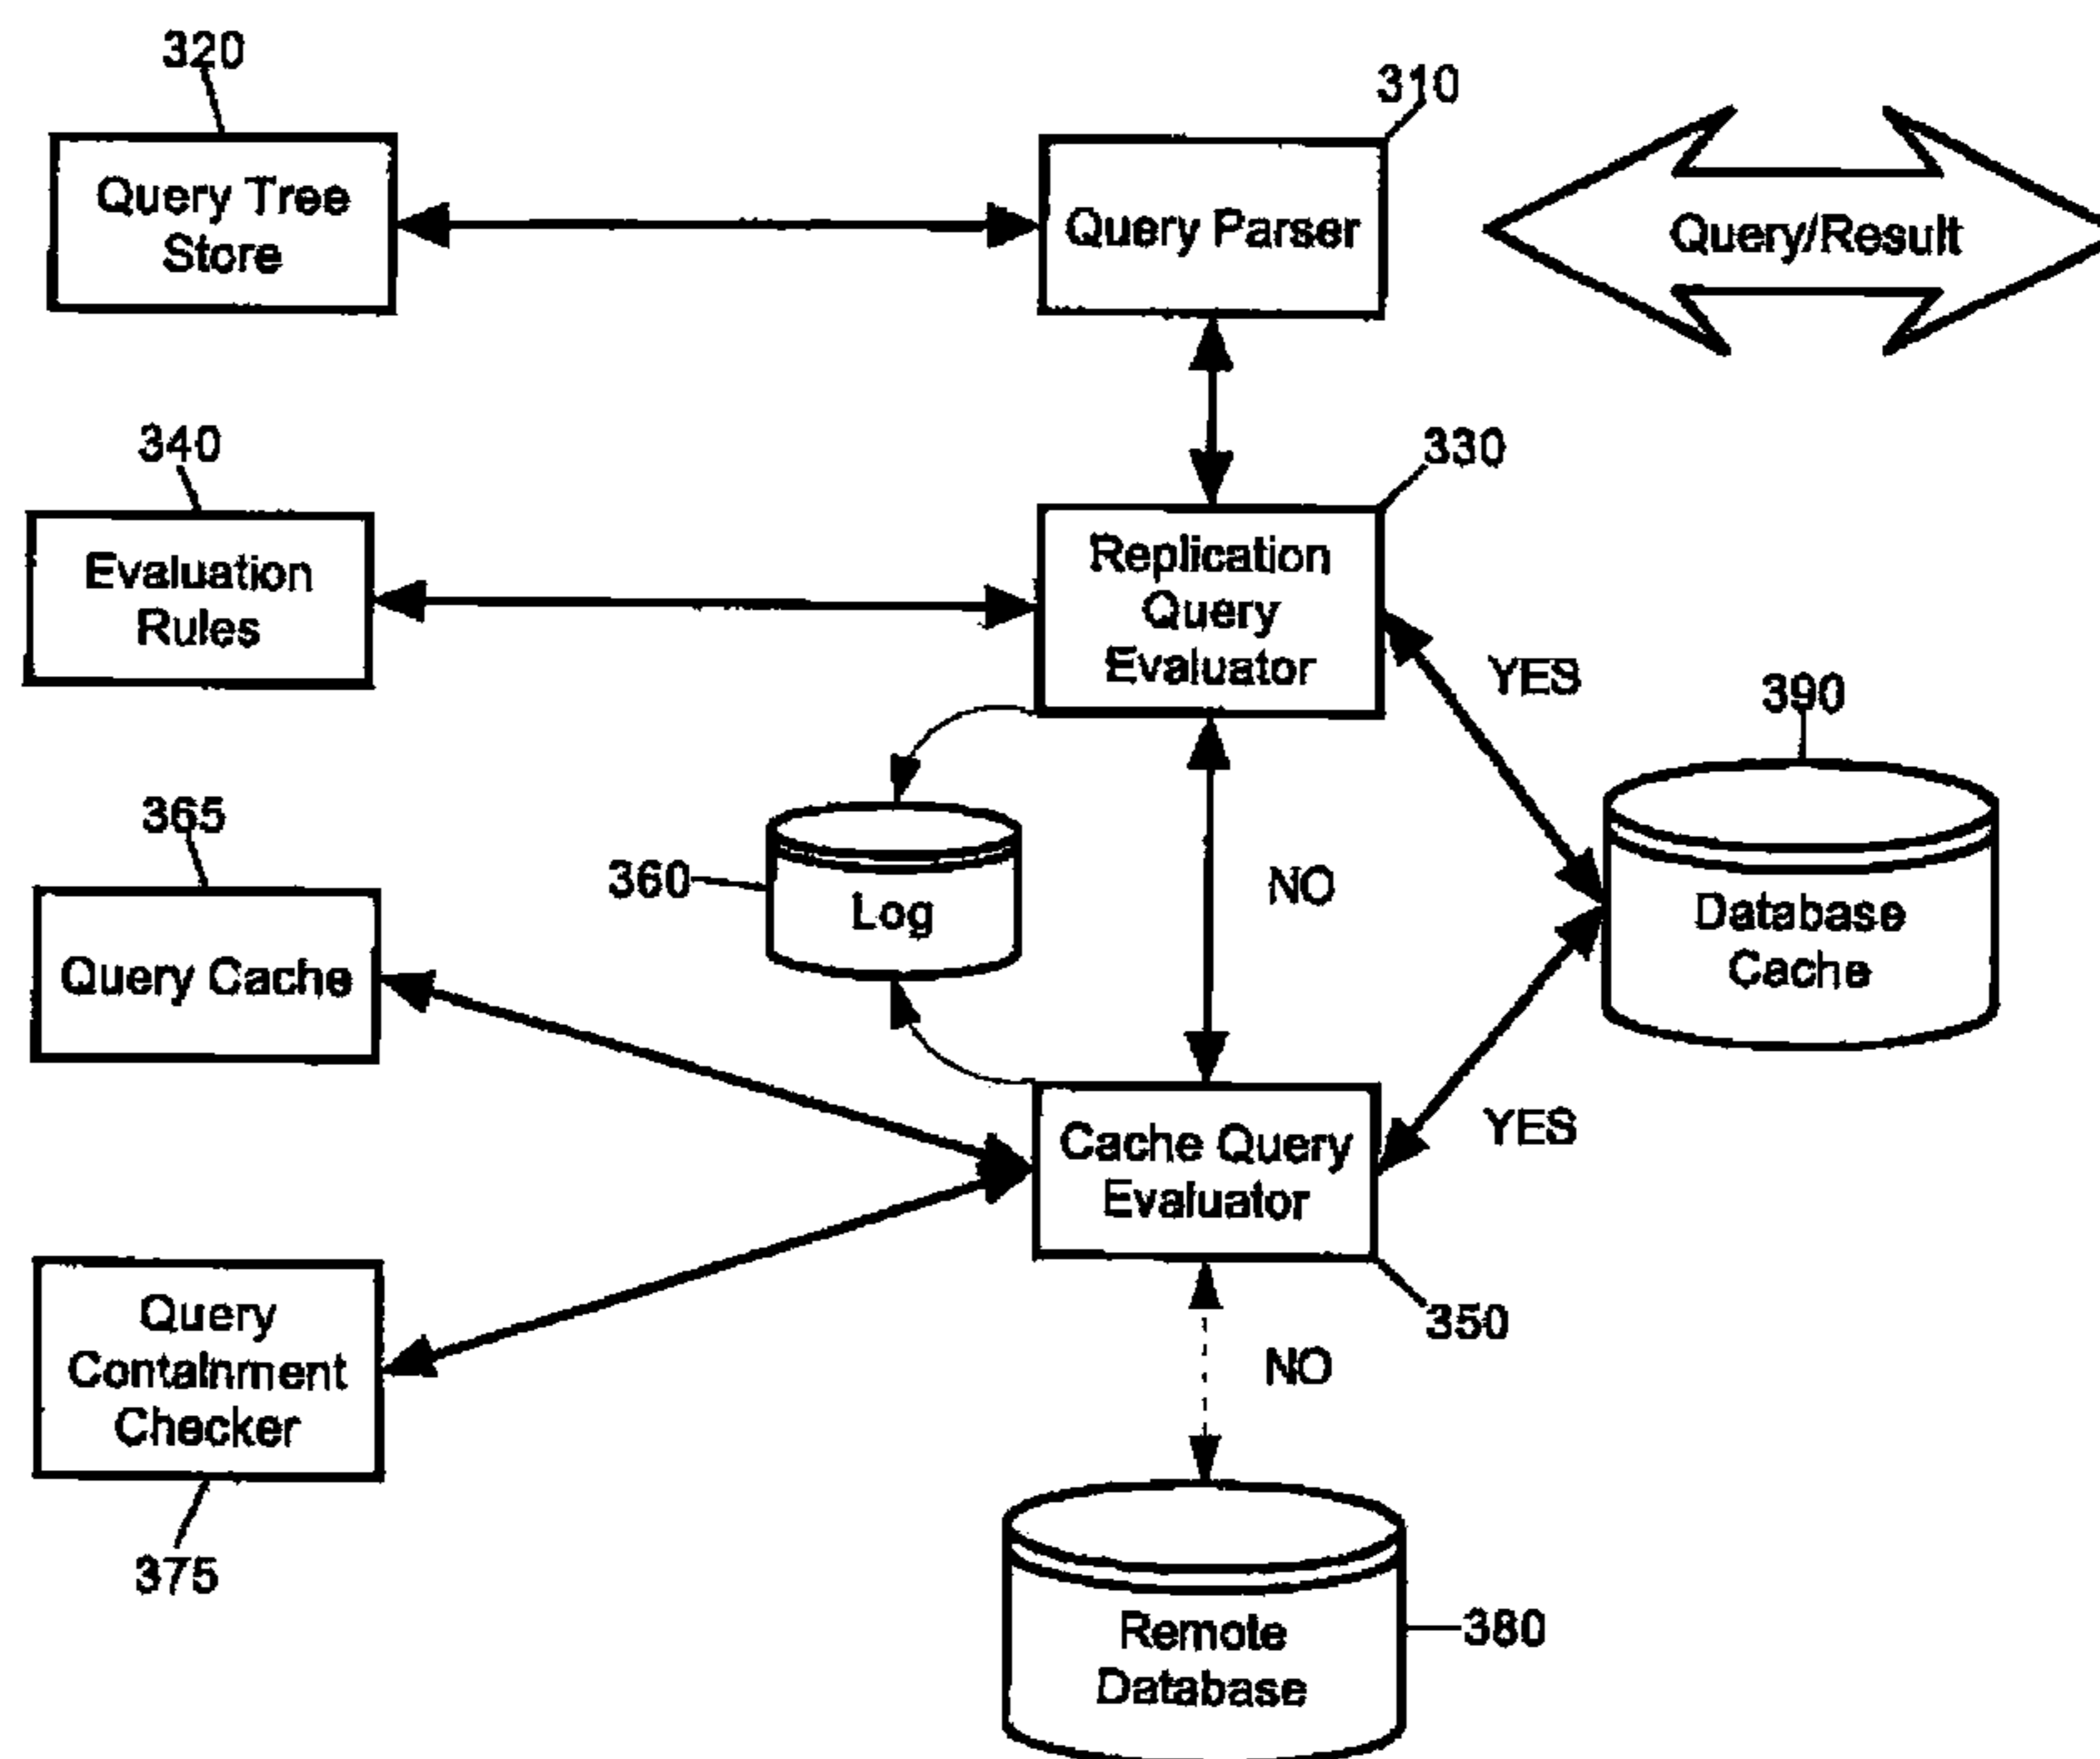 320
310
Query Tree
Store
Query Parser
Query/Result
340
330
Evaluation
Rules
Replication
Query
Evaluator
YES
390
365
360
Log
NO
Database
Cache
Query Cache
Cache Query
Evaluator
YES
350
Query
Containment
Checker
NO
375
Remote
Database
380